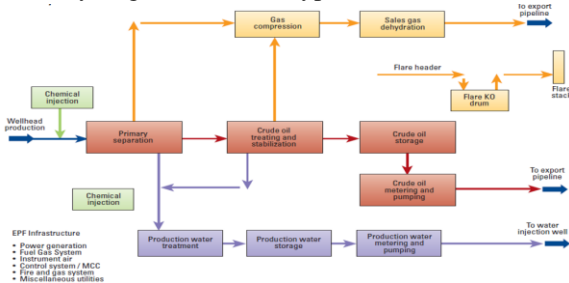 To export
pipeline
Gas
compression
Sales gas
dehydration
Flare header
Flare KO
drum
Flare
stack
Chemical
injection
Wellhead
production
Primary
separation
Crude oil
treating and
stabilization
Crude oil
storage
Crude oil
metering and
pumping
To export
pipeline
Chemical
injection
To water
injection well
EPF Infrastructure
• Power generation
• Fuel Gas System
• Instrument air
• Control system / MCC
• Fire and gas system
• Miscellaneous utilities
Production water
treatment
Production water
storage
Production water
metering and
pumping